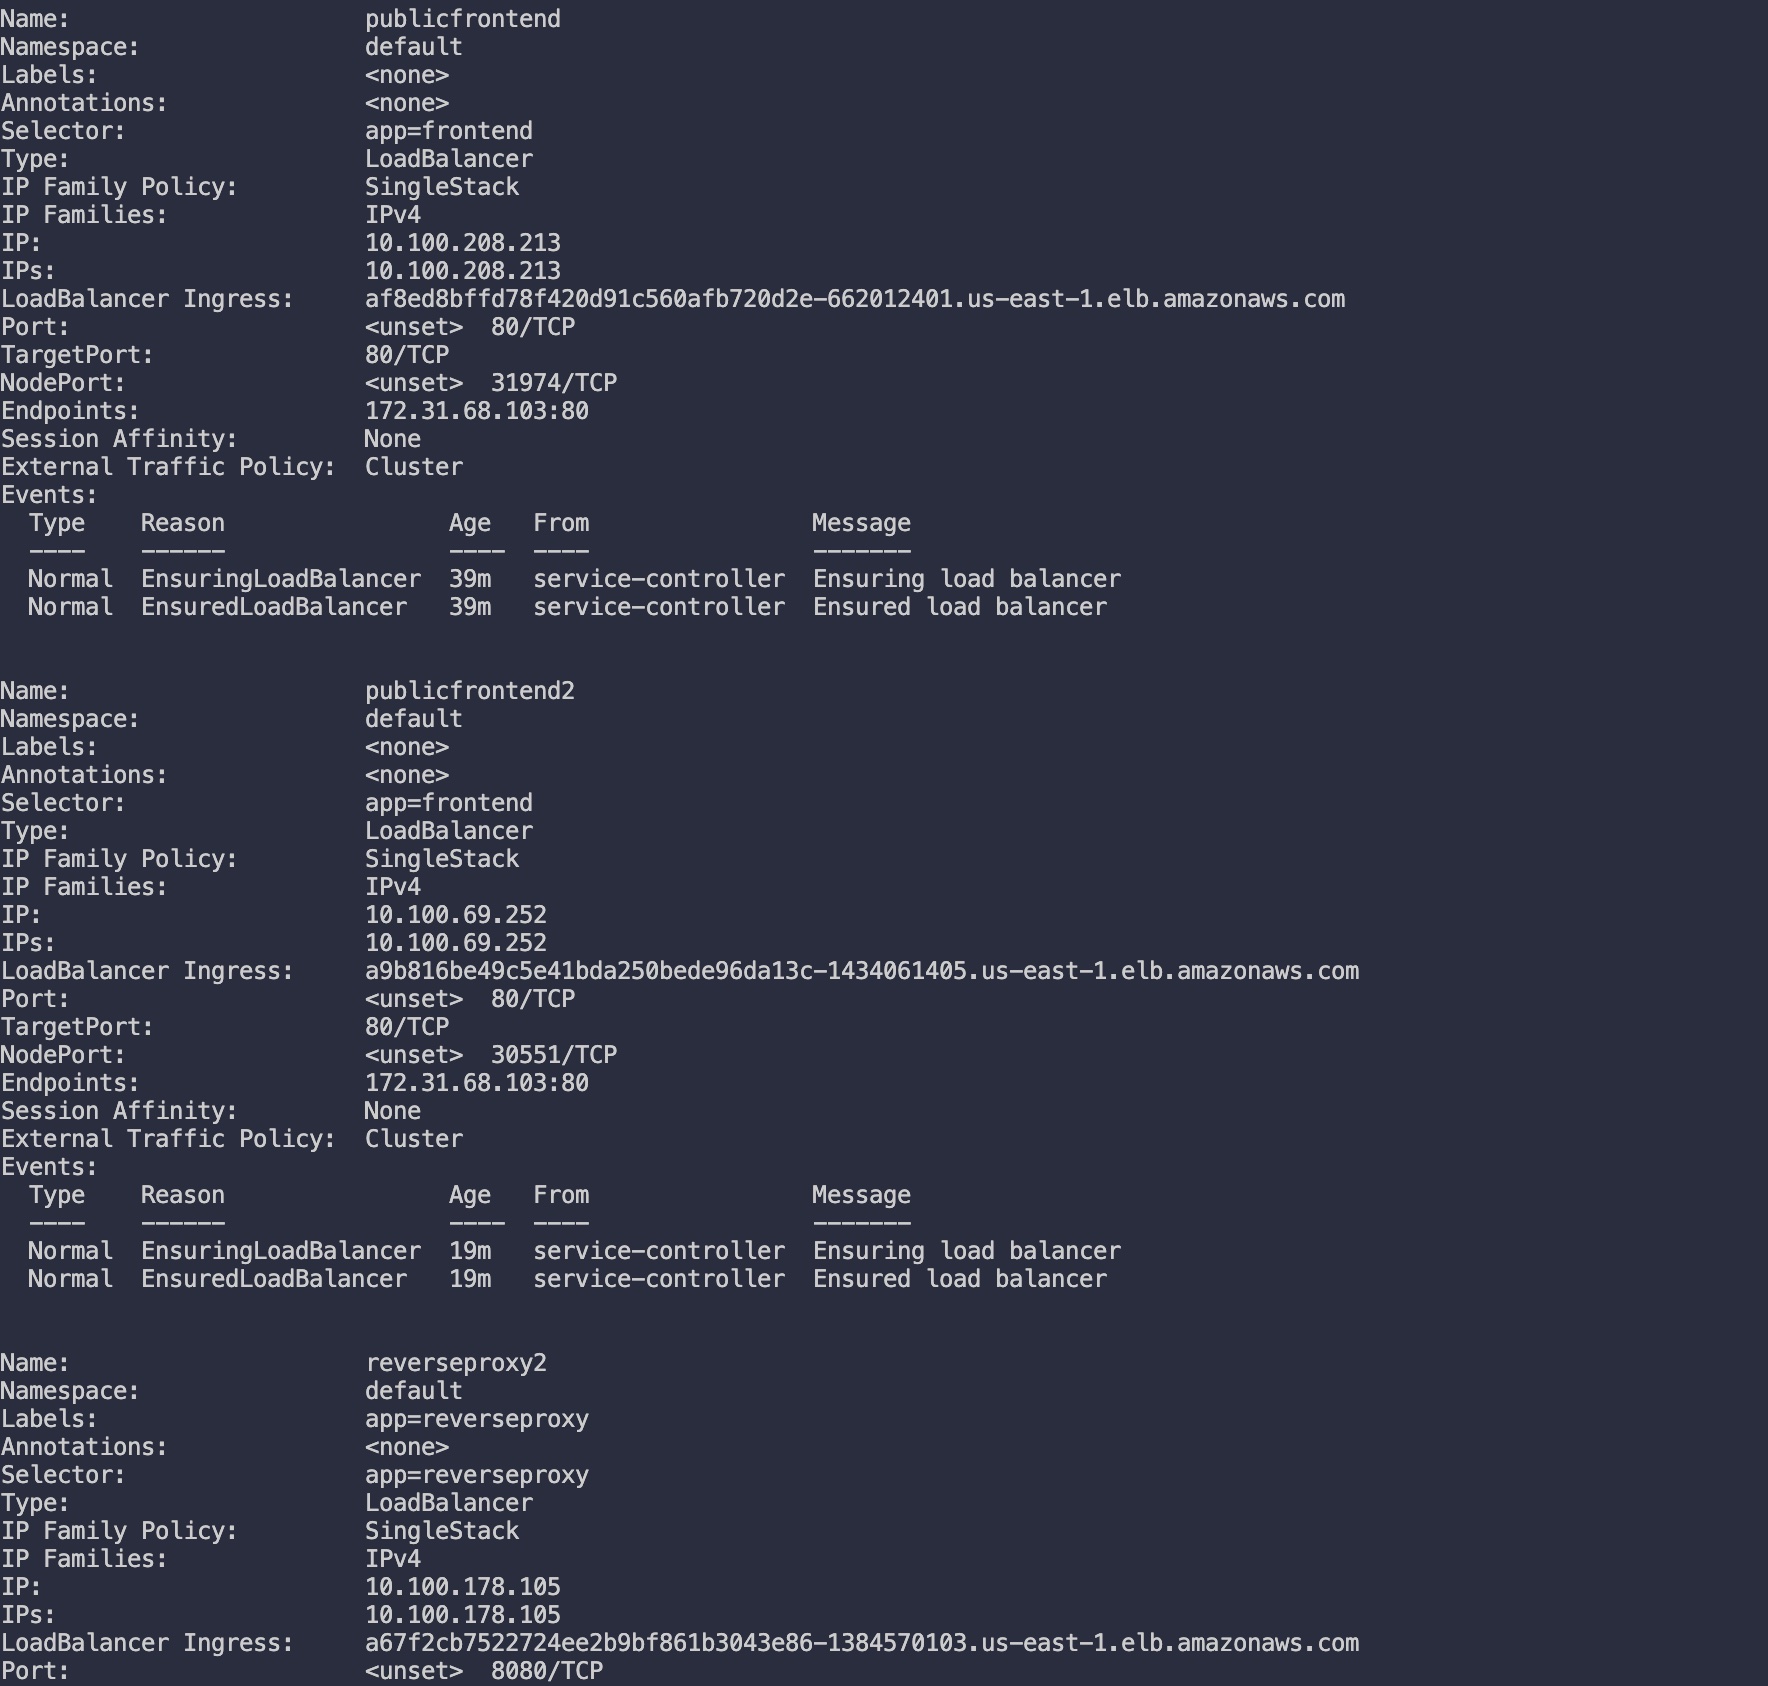 Name:                     publicfrontend
Namespace:                default
Labels:                   <none>
Annotations:              <none>
Selector:                 app=frontend
Type:                     LoadBalancer
IP Family Policy:         SingleStack
IP Families:              IPv4
IP:                       10.100.208.213
IPs:                      10.100.208.213
LoadBalancer Ingress:     af8ed8bffd78f420d91c560afb720d2e-662012401.us-east-1.elb.amazonaws.com
Port:                     <unset>  80/TCP
TargetPort:               80/TCP
NodePort:                 <unset>  31974/TCP
Endpoints:                172.31.68.103:80
Session Affinity:         None
External Traffic Policy:  Cluster
Events:
  Type    Reason                Age   From                Message
  ----    ------                ----  ----                -------
  Normal  EnsuringLoadBalancer  39m   service-controller  Ensuring load balancer
  Normal  EnsuredLoadBalancer   39m   service-controller  Ensured load balancer
Name:                     publicfrontend2
Namespace:                default
Labels:                   <none>
Annotations:              <none>
Selector:                 app=frontend
Type:                     LoadBalancer
IP Family Policy:         SingleStack
IP Families:              IPv4
IP:                       10.100.69.252
IPs:                      10.100.69.252
LoadBalancer Ingress:     a9b816be49c5e41bda250bede96da13c-1434061405.us-east-1.elb.amazonaws.com
Port:                     <unset>  80/TCP
TargetPort:               80/TCP
NodePort:                 <unset>  30551/TCP
Endpoints:                172.31.68.103:80
Session Affinity:         None
External Traffic Policy:  Cluster
Events:
  Type    Reason                Age   From                Message
  ----    ------                ----  ----                -------
  Normal  EnsuringLoadBalancer  19m   service-controller  Ensuring load balancer
  Normal  EnsuredLoadBalancer   19m   service-controller  Ensured load balancer
Name:                     reverseproxy2
Namespace:                default
Labels:                   app=reverseproxy
Annotations:              <none>
Selector:                 app=reverseproxy
Type:                     LoadBalancer
IP Family Policy:         SingleStack
IP Families:              IPv4
IP:                       10.100.178.105
IPs:                      10.100.178.105
LoadBalancer Ingress:     a67f2cb7522724ee2b9bf861b3043e86-1384570103.us-east-1.elb.amazonaws.com
Port:                     <unset>  8080/TCP